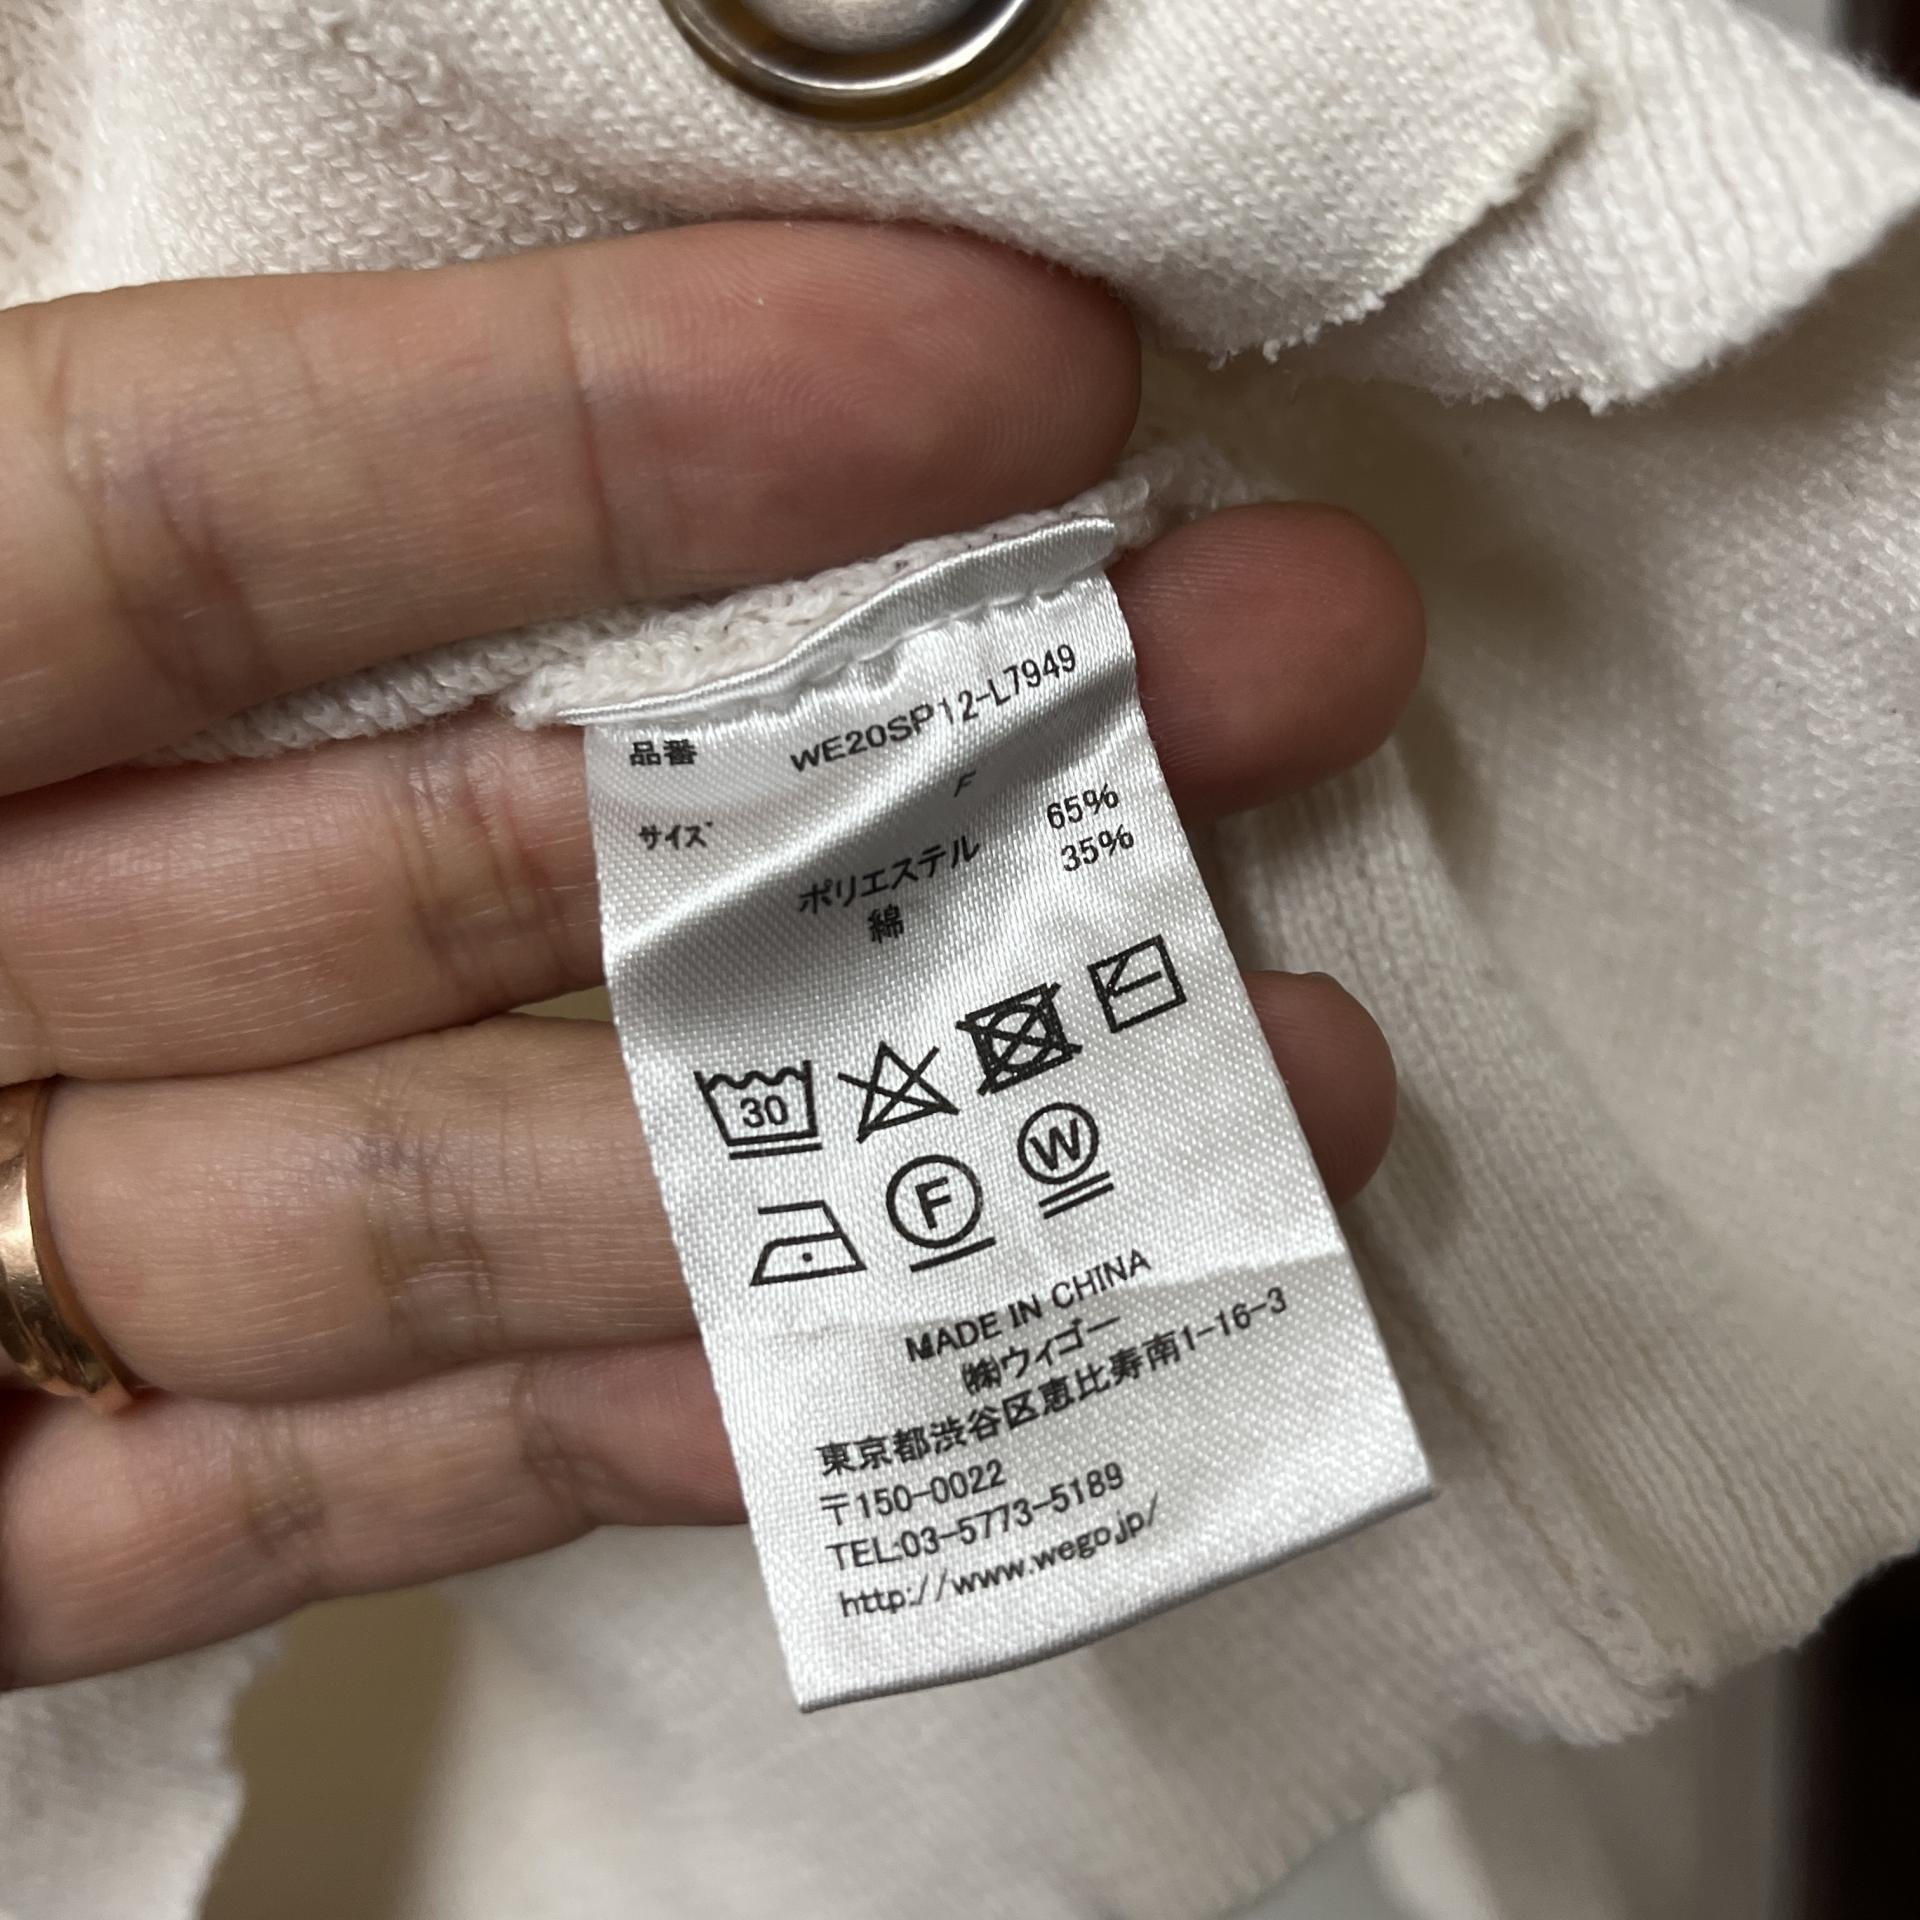 品番 WE20SP12-L7949
サイズ F
ポリエステル 65%
綿 35%
30
F W
MADE IN CHINA
㈱ウィゴー
東京都渋谷区恵比寿南1-16-3
〒150-0022
TEL:03-5773-5189
http://www.wego.jp/